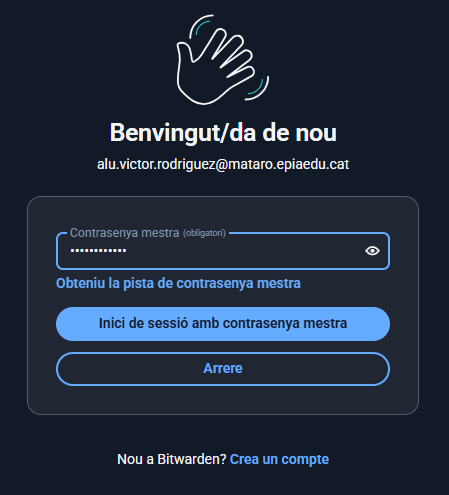 Benvingut/da de nou
alu.victor.rodriguez@mataro.epiaedu.cat
Contrasenya mestra (obligatori)
••••••••••••
Obteniu la pista de contrasenya mestra
Inici de sessió amb contrasenya mestra
Arrere
Nou a Bitwarden? Crea un compte